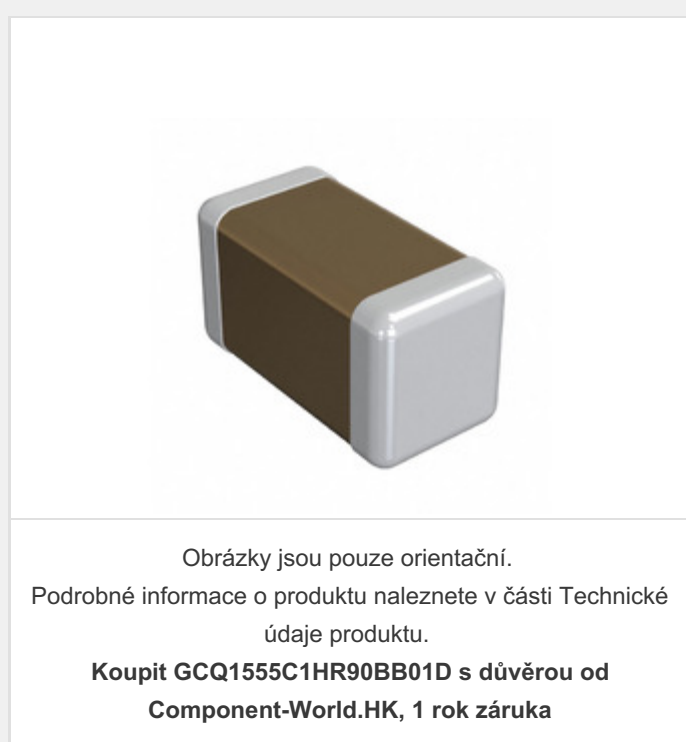 Obrázky jsou pouze orientační.
Podrobné informace o produktu naleznete v části Technické
údaje produktu.
Koupit GCQ1555C1HR90BB01D s důvěrou od
Component-World.HK, 1 rok záruka